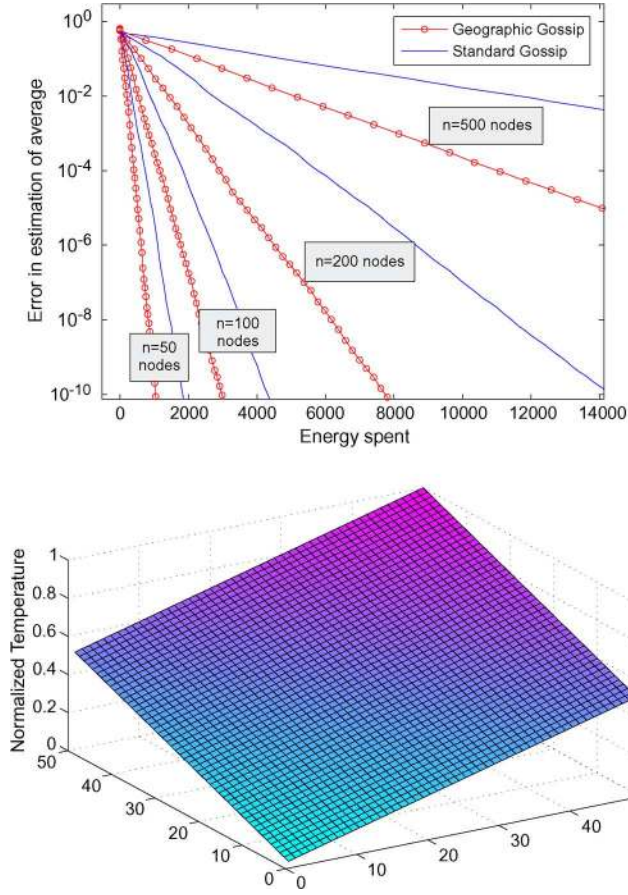 10^0
10^-2
10^-4
10^-6
10^-8
10^-10
Error in estimation of average
Geographic Gossip
Standard Gossip
n=500 nodes
n=200 nodes
n=100
nodes
n=50
nodes
0 2000 4000 6000 8000 10000 12000 14000
Energy spent
Normalized Temperature
1
0.8
0.6
0.4
0.2
0
50
40
30
20
10
0
0
10
20
30
40